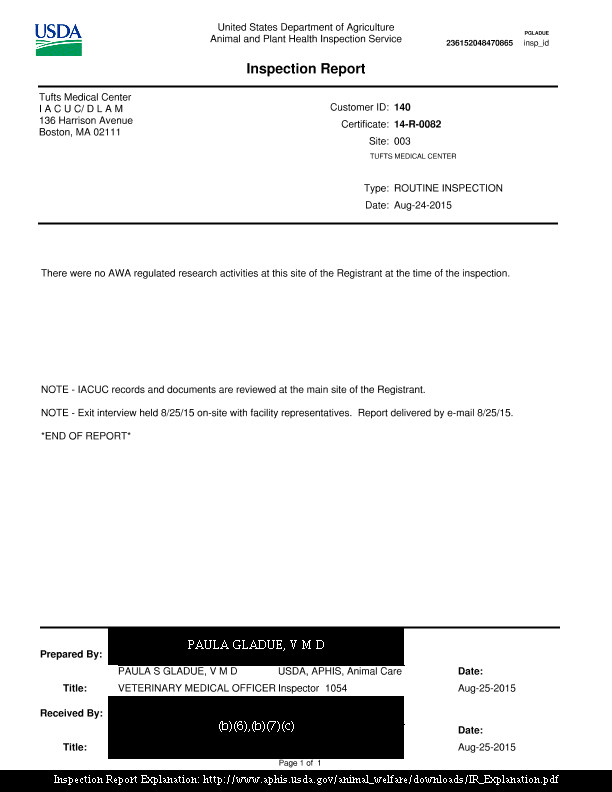 USDA
United States Department of Agriculture
Animal and Plant Health Inspection Service
PGLADUE
236152048470865 insp_id
Inspection Report
Tufts Medical Center
I A C U C/ D L A M
136 Harrison Avenue
Boston, MA 02111
Customer ID: 140
Certificate: 14-R-0082
Site: 003
TUFTS MEDICAL CENTER
Type: ROUTINE INSPECTION
Date: Aug-24-2015
There were no AWA regulated research activities at this site of the Registrant at the time of the inspection.
NOTE - IACUC records and documents are reviewed at the main site of the Registrant.
NOTE - Exit interview held 8/25/15 on-site with facility representatives. Report delivered by e-mail 8/25/15.
*END OF REPORT*
PAULA GLADUE, V M D
Prepared By:
PAULA S GLADUE, V M D USDA, APHIS, Animal Care Date:
Title: VETERINARY MEDICAL OFFICER Inspector 1054 Aug-25-2015
Received By:
(b)(6),(b)(7)(c)
Date:
Title: Aug-25-2015
Page 1 of 1
Inspection Report Explanation: http://www.aphis.usda.gov/animal_welfare/downloads/IR_Explanation.pdf